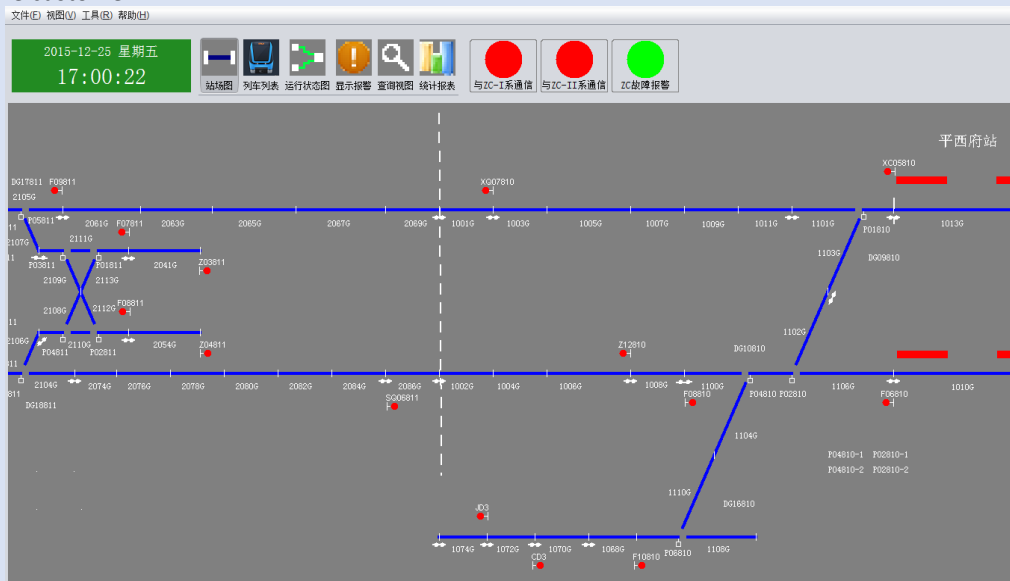 文件(F) 视图(V) 工具(R) 帮助(H)
2015-12-25 星期五
17:00:22
站场图 列车列表 运行状态图 显示报警 查询视图 统计报表 与ZC-I系通信 与ZC-II系通信 ZC故障报警
平西府站
XC05810
DG17811 F09811 XQ07810
2105G
P05811 2061G F07811 2063G 2065G 2067G 2069G 1001G 1003G 1005G 1007G 1009G 1011G 1101G P01810 1013G
2107G 2111G
P03811 P01811 2041G Z03811 1103G DG09810
2109G 2113G
2108G 2112G F08811
2106G P04811 2110G P02811 2054G Z04811 Z12810 DG10810 1102G
2104G 2074G 2076G 2078G 2080G 2082G 2084G 2086G 1002G 1004G 1006G 1008G 1100G P04810 P02810 1106G 1010G
811 DG18811 SQ06811 F08810 F06810
1104G
P04810-1 P02810-1
P04810-2 P02810-2
1110G DG16810
JD3
1074G 1072G 1070G 1068G P06810 1108G
CD3 F10810